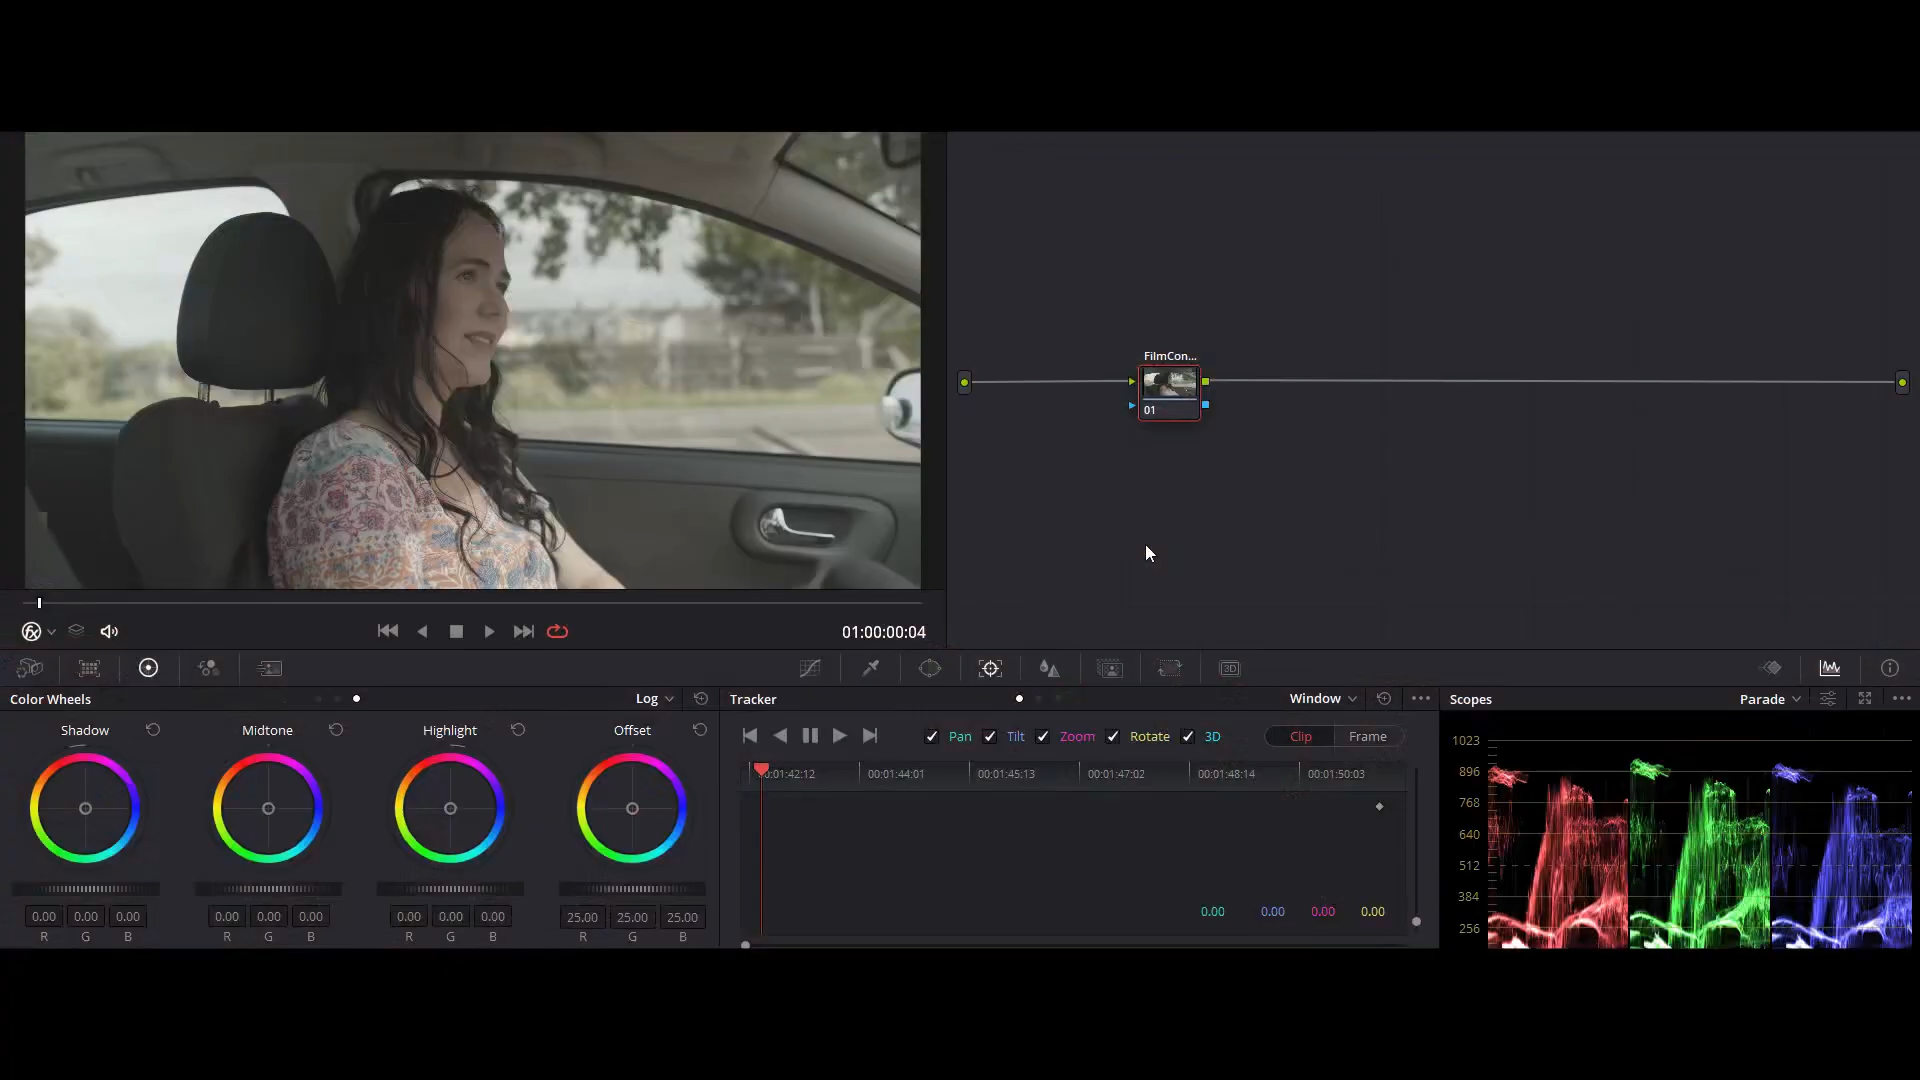 FilmCon...
01
01:00:00:04
Color Wheels
Log
Tracker
Window
Scopes
Parade
Shadow
Midtone
Highlight
Offset
Pan
Tilt
Zoom
Rotate
3D
Clip
Frame
00:01:44:01
00:01:45:13
00:01:47:02
00:01:48:14
00:01:50:03
1023
896
768
640
512
384
256
0.00 0.00 0.00
0.00 0.00 0.00
0.00 0.00 0.00
25.00 25.00 25.00
0.00 0.00 0.00 0.00
R G B
R G B
R G B
R G B
3D